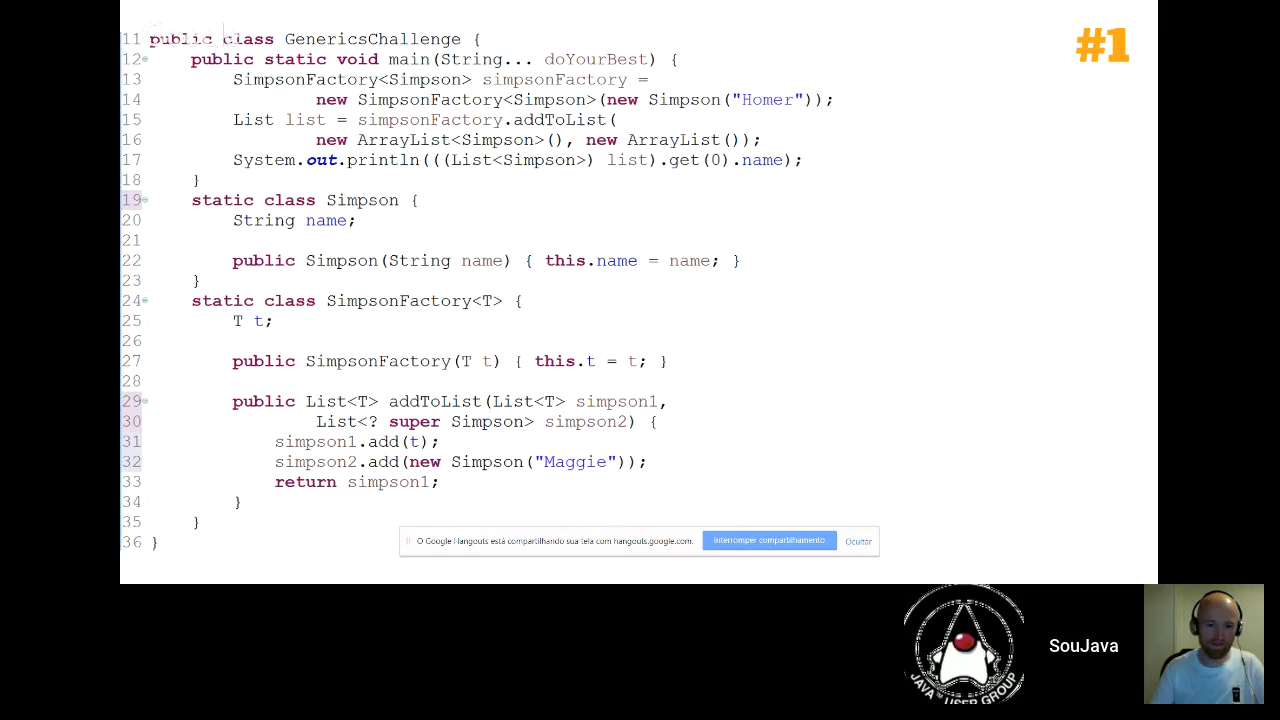 #1
11 public class GenericsChallenge {
12 public static void main(String... doYourBest) {
13 SimpsonFactory<Simpson> simpsonFactory =
14 new SimpsonFactory<Simpson>(new Simpson("Homer"));
15 List list = simpsonFactory.addToList(
16 new ArrayList<Simpson>(), new ArrayList());
17 System.out.println(((List<Simpson>) list).get(0).name);
18 }
19 static class Simpson {
20 String name;
21
22 public Simpson(String name) { this.name = name; }
23 }
24 static class SimpsonFactory<T> {
25 T t;
26
27 public SimpsonFactory(T t) { this.t = t; }
28
29 public List<T> addToList(List<T> simpson1,
30 List<? super Simpson> simpson2) {
31 simpson1.add(t);
32 simpson2.add(new Simpson("Maggie"));
33 return simpson1;
34 }
35 }
36 }
O Google Hangouts está compartilhando sua tela com hangouts.google.com. Interromper compartilhamento Ocultar
SouJava
JAVA USER GROUP